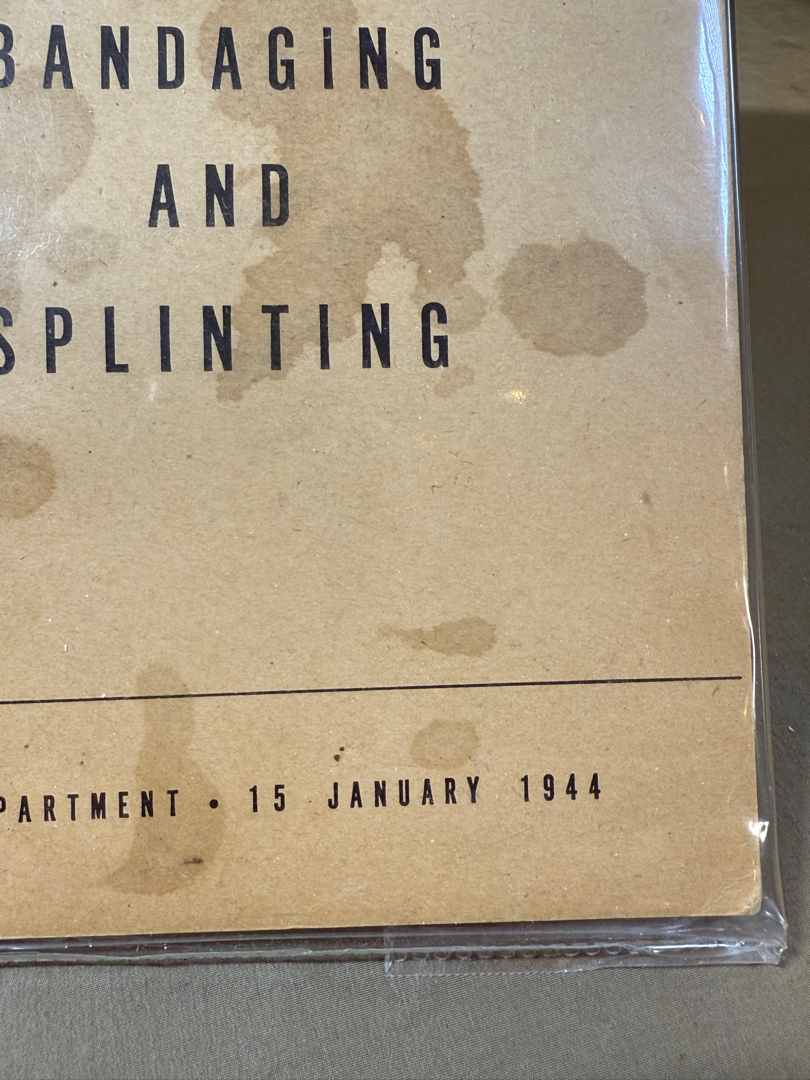 BANDAGING
AND
SPLINTING
PARTMENT • 15 JANUARY 1944